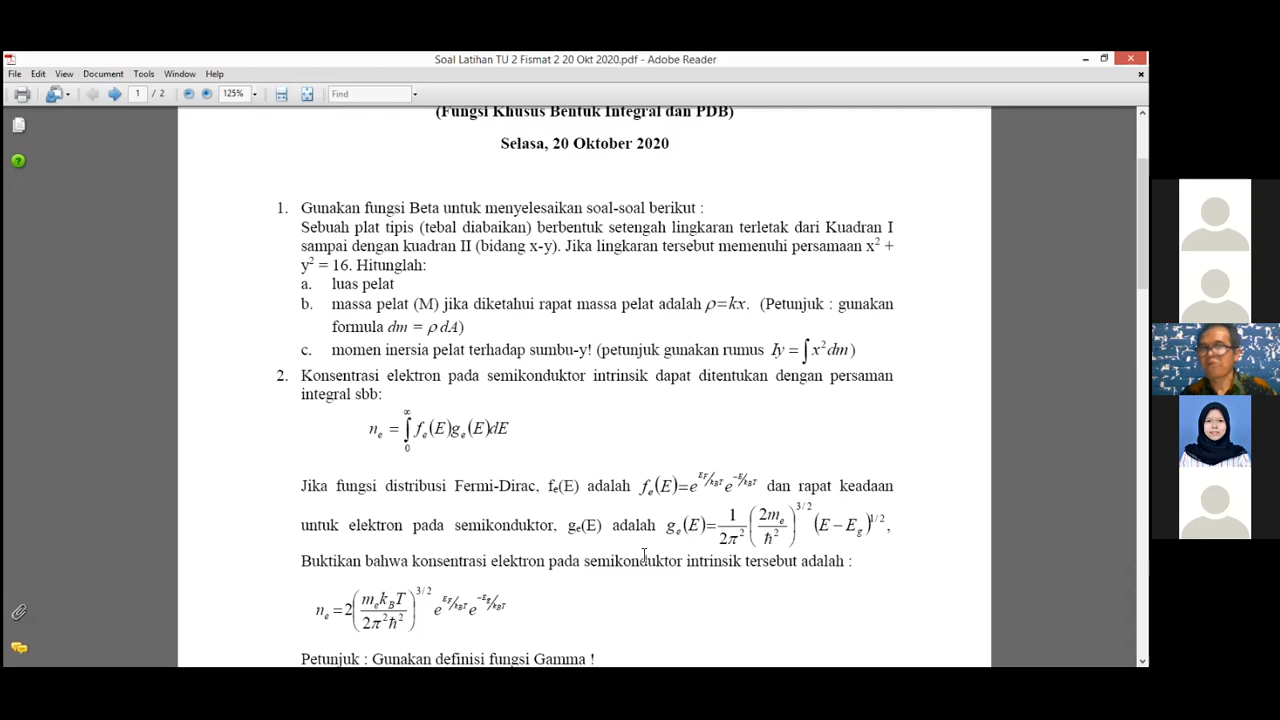 Soal Latihan TU 2 Fismat 2 20 Okt 2020.pdf - Adobe Reader
File Edit View Document Tools Window Help
1 / 2 125% Find
(Fungsi Khusus Bentuk Integral dan PDB)
Selasa, 20 Oktober 2020
1. Gunakan fungsi Beta untuk menyelesaikan soal-soal berikut :
Sebuah plat tipis (tebal diabaikan) berbentuk setengah lingkaran terletak dari Kuadran I
sampai dengan kuadran II (bidang x-y). Jika lingkaran tersebut memenuhi persamaan x² +
y² = 16. Hitunglah:
a. luas pelat
b. massa pelat (M) jika diketahui rapat massa pelat adalah ρ=kx. (Petunjuk : gunakan
formula dm = ρ dA)
c. momen inersia pelat terhadap sumbu-y! (petunjuk gunakan rumus Iy = ∫ x² dm )
2. Konsentrasi elektron pada semikonduktor intrinsik dapat ditentukan dengan persaman
integral sbb:
nₑ = ∫₀^∞ fₑ(E)gₑ(E)dE
Jika fungsi distribusi Fermi-Dirac, fₑ(E) adalah fₑ(E)=e^(E_F/k_BT) e^(-E/k_BT) dan rapat keadaan
untuk elektron pada semikonduktor, gₑ(E) adalah gₑ(E)=1/(2π²) (2mₑ/ℏ²)^(3/2) (E−E_g)^(1/2),
Buktikan bahwa konsentrasi elektron pada semikonduktor intrinsik tersebut adalah :
nₑ =2(mₑk_BT/(2π²ℏ²))^(3/2) e^(E_F/k_BT) e^(-E_g/k_BT)
Petunjuk : Gunakan definisi fungsi Gamma !